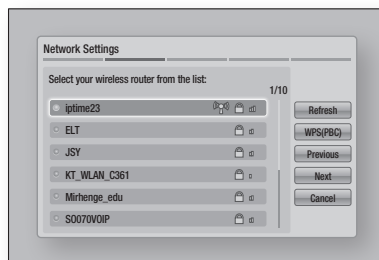 Network Settings
Select your wireless router from the list:
1/10
iptime23
ELT
JSY
KT_WLAN_C361
Mirhenge_edu
SO070VOIP
Refresh
WPS(PBC)
Previous
Next
Cancel